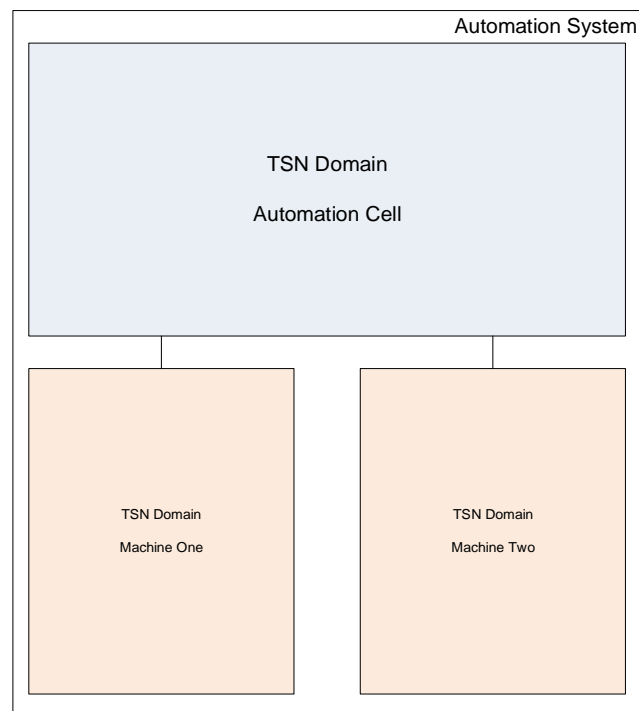 Automation System
TSN Domain
Automation Cell
TSN Domain
Machine One
TSN Domain
Machine Two